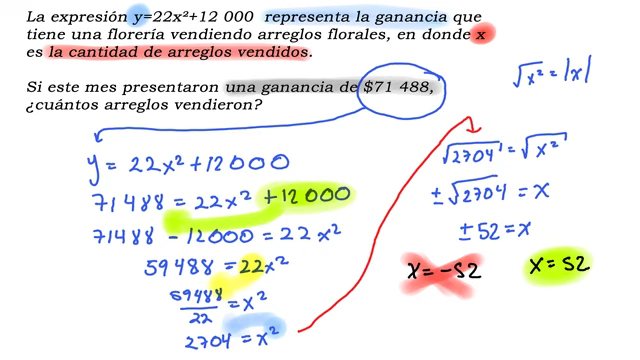 La expresión y=22x²+12 000 representa la ganancia que
tiene una florería vendiendo arreglos florales, en donde x
es la cantidad de arreglos vendidos.
Si este mes presentaron una ganancia de $71 488,
¿cuántos arreglos vendieron?
y = 22x² + 12000
71488 = 22x² + 12000
71488 - 12000 = 22x²
59488 = 22x²
59488/22 = x²
2704 = x²
√x² = |x|
√2704 = √x²
±√2704 = x
±52 = x
x = -52
x = 52